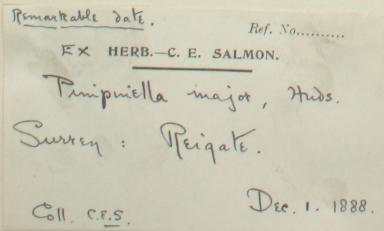 Remarkable date.
Ref. No..........
Ex HERB.—C. E. SALMON.
Pimpinella major, Huds.
Surrey : Reigate.
Coll. C.E.S.
Dec. 1. 1888.